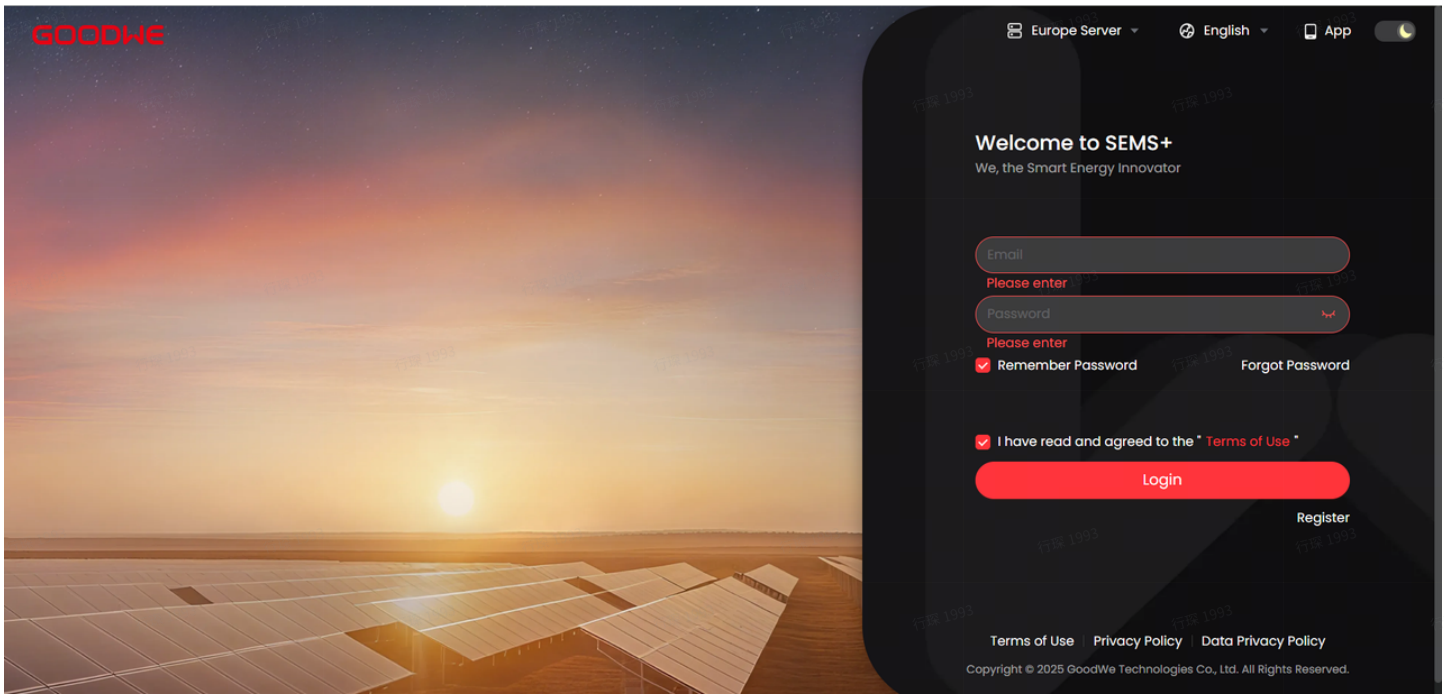 GOODWE
Europe Server English App
Welcome to SEMS+
We, the Smart Energy Innovator
Email
Please enter
Password
Please enter
Remember Password Forgot Password
I have read and agreed to the " Terms of Use "
Login
Register
Terms of Use | Privacy Policy | Data Privacy Policy
Copyright © 2025 GoodWe Technologies Co., Ltd. All Rights Reserved.